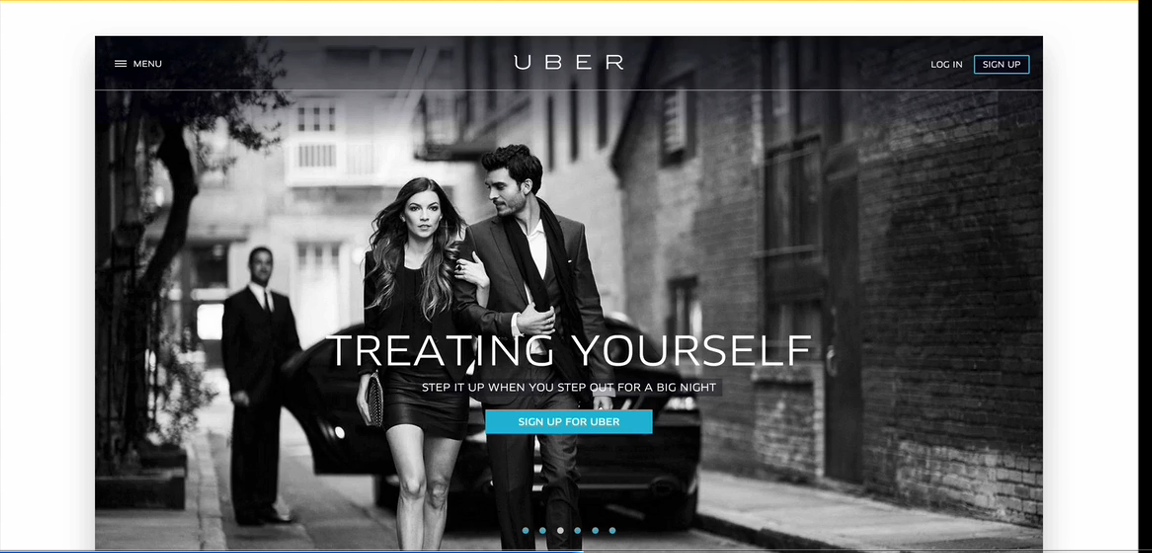 MENU
UBER
LOG IN
SIGN UP
TREATING YOURSELF
STEP IT UP WHEN YOU STEP OUT FOR A BIG NIGHT
SIGN UP FOR UBER